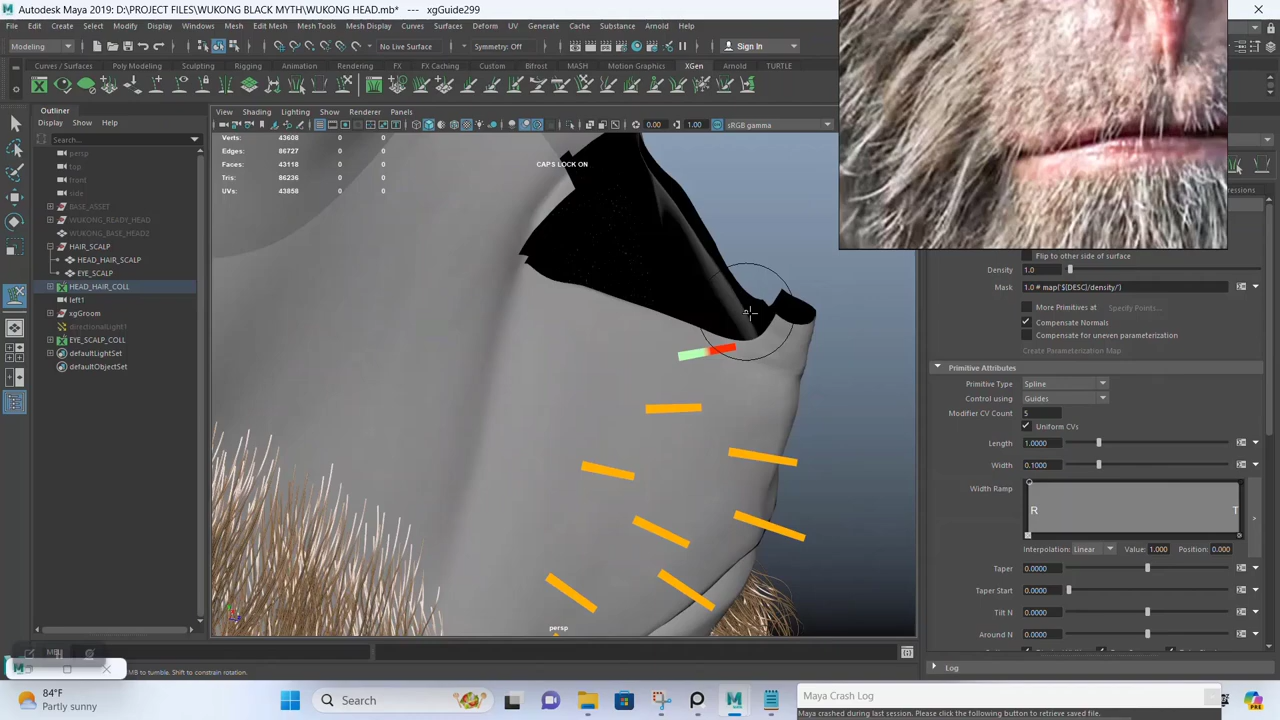 Autodesk Maya 2019: D:\PROJECT FILES\WUKONG BLACK MYTH\WUKONG HEAD.mb* --- xgGuide299
File Edit Create Select Modify Display Windows Mesh Edit Mesh Mesh Tools Mesh Display Curves Surfaces Deform UV Generate Cache Substance Arnold Help
Modeling
No Live Surface
Symmetry: Off
Sign In
Curves / Surfaces Poly Modeling Rigging Animation Rendering FX FX Caching Custom Bifrost MASH Motion Graphics XGen Arnold TURTLE
Outliner
Display Show Help
Search...
persp
top
front
side
BASE_ASSET
WUKONG_READY_HEAD
WUKONG_BASE_HEAD2
HAIR_SCALP
HEAD_HAIR_SCALP
EYE_SCALP
HEAD_HAIR_COLL
left1
xgGroom
directionalLight1
EYE_SCALP_COLL
defaultLightSet
defaultObjectSet
View Shading Lighting Show Renderer Panels
0.00 1.00 sRGB gamma
Verts: 43608 0 0
Edges: 86727 0 0
Faces: 43118 0 0
Tris: 86236 0 0
UVs: 43858 0 0
CAPS LOCK ON
persp
Flip to other side of surface
Density 1.0
Mask 1.0 # map('${DESC}/density/')
More Primitives at Specify Points...
Compensate Normals
Compensate for uneven parameterization
Create Parameterization Map
Primitive Attributes
Primitive Type Spline
Control using Guides
Modifier CV Count 5
Uniform CVs
Length 1.0000
Width 0.1000
Width Ramp
R T
Interpolation: Linear Value: 1.000 Position: 0.000
Taper 0.0000
Taper Start 0.0000
Tilt N 0.0000
Around N 0.0000
Log
MB to tumble. Shift to constrain rotation.
84°F
Partly sunny
Search
Maya Crash Log
Maya crashed during last session. Please click the following button to retrieve saved file.